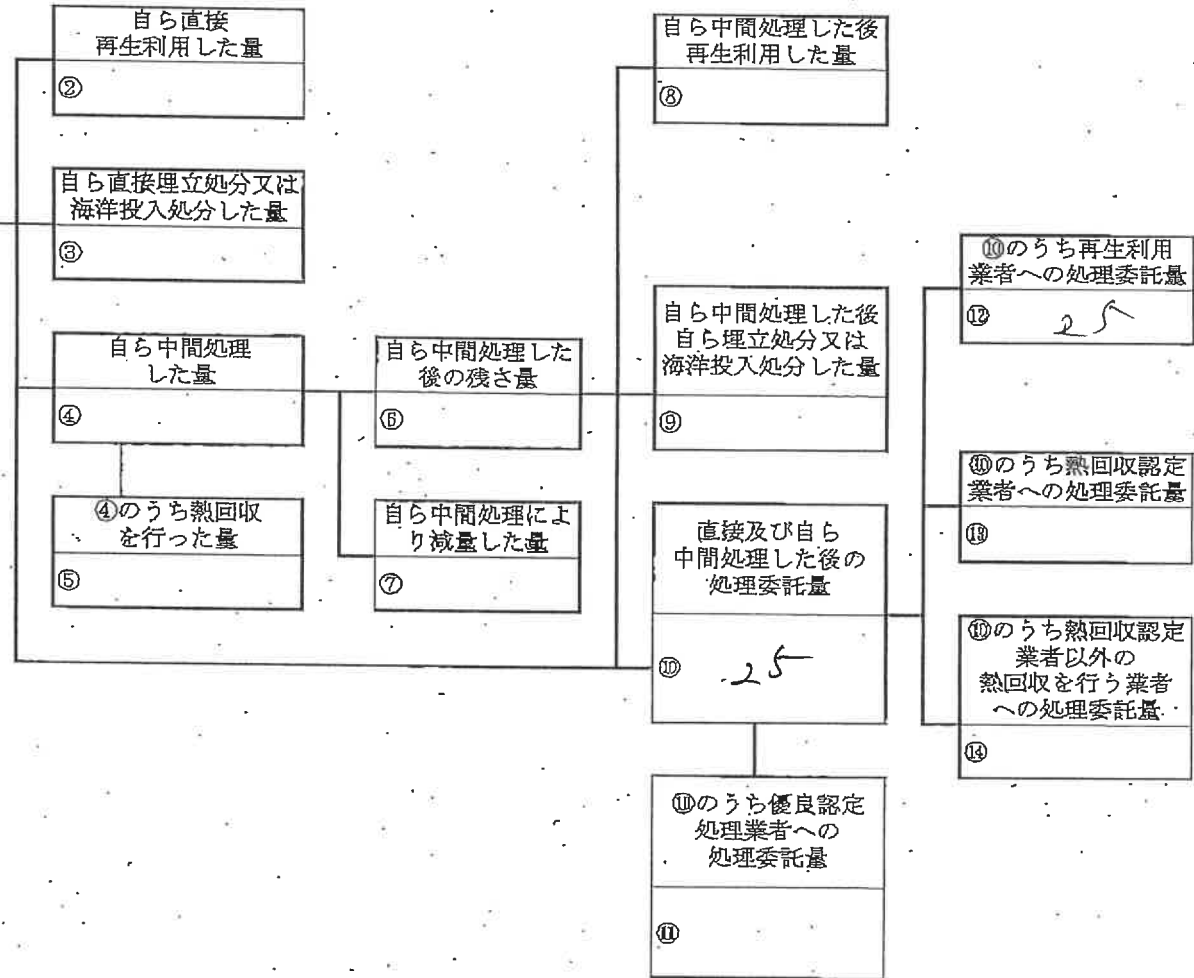 自ら直接
再生利用した量
②
自ら直接埋立処分又は
海洋投入処分した量
③
自ら中間処理
した量
④
④のうち熱回収
を行った量
⑤
自ら中間処理した
後の残さ量
⑥
自ら中間処理によ
り減量した量
⑦
自ら中間処理した後
再生利用した量
⑧
自ら中間処理した後
自ら埋立処分又は
海洋投入処分した量
⑨
直接及び自ら
中間処理した後の
処理委託量
⑩ 25
⑩のうち優良認定
処理業者への
処理委託量
⑪
⑩のうち再生利用
業者への処理委託量
⑫ 25
⑩のうち熱回収認定
業者への処理委託量
⑬
⑩のうち熱回収認定
業者以外の
熱回収を行う業者
への処理委託量
⑭